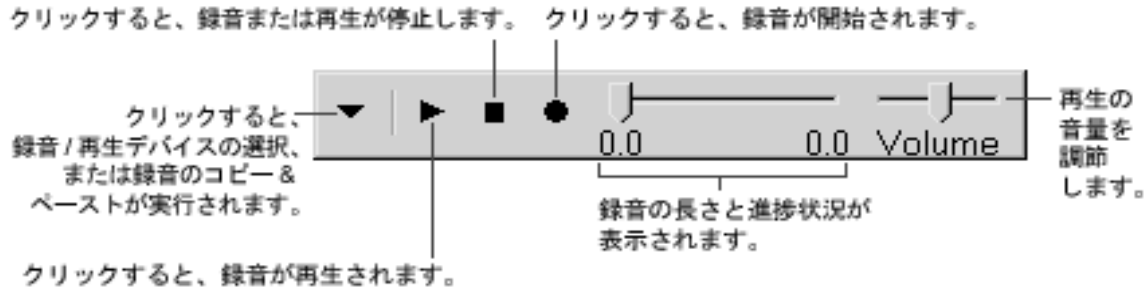 クリックすると、録音または再生が停止します。
クリックすると、録音が開始されます。
クリックすると、
録音 / 再生デバイスの選択、
または録音のコピー &
ペーストが実行されます。
0.0
0.0
Volume
再生の
音量を
調節
します。
録音の長さと進捗状況が
表示されます。
クリックすると、録音が再生されます。